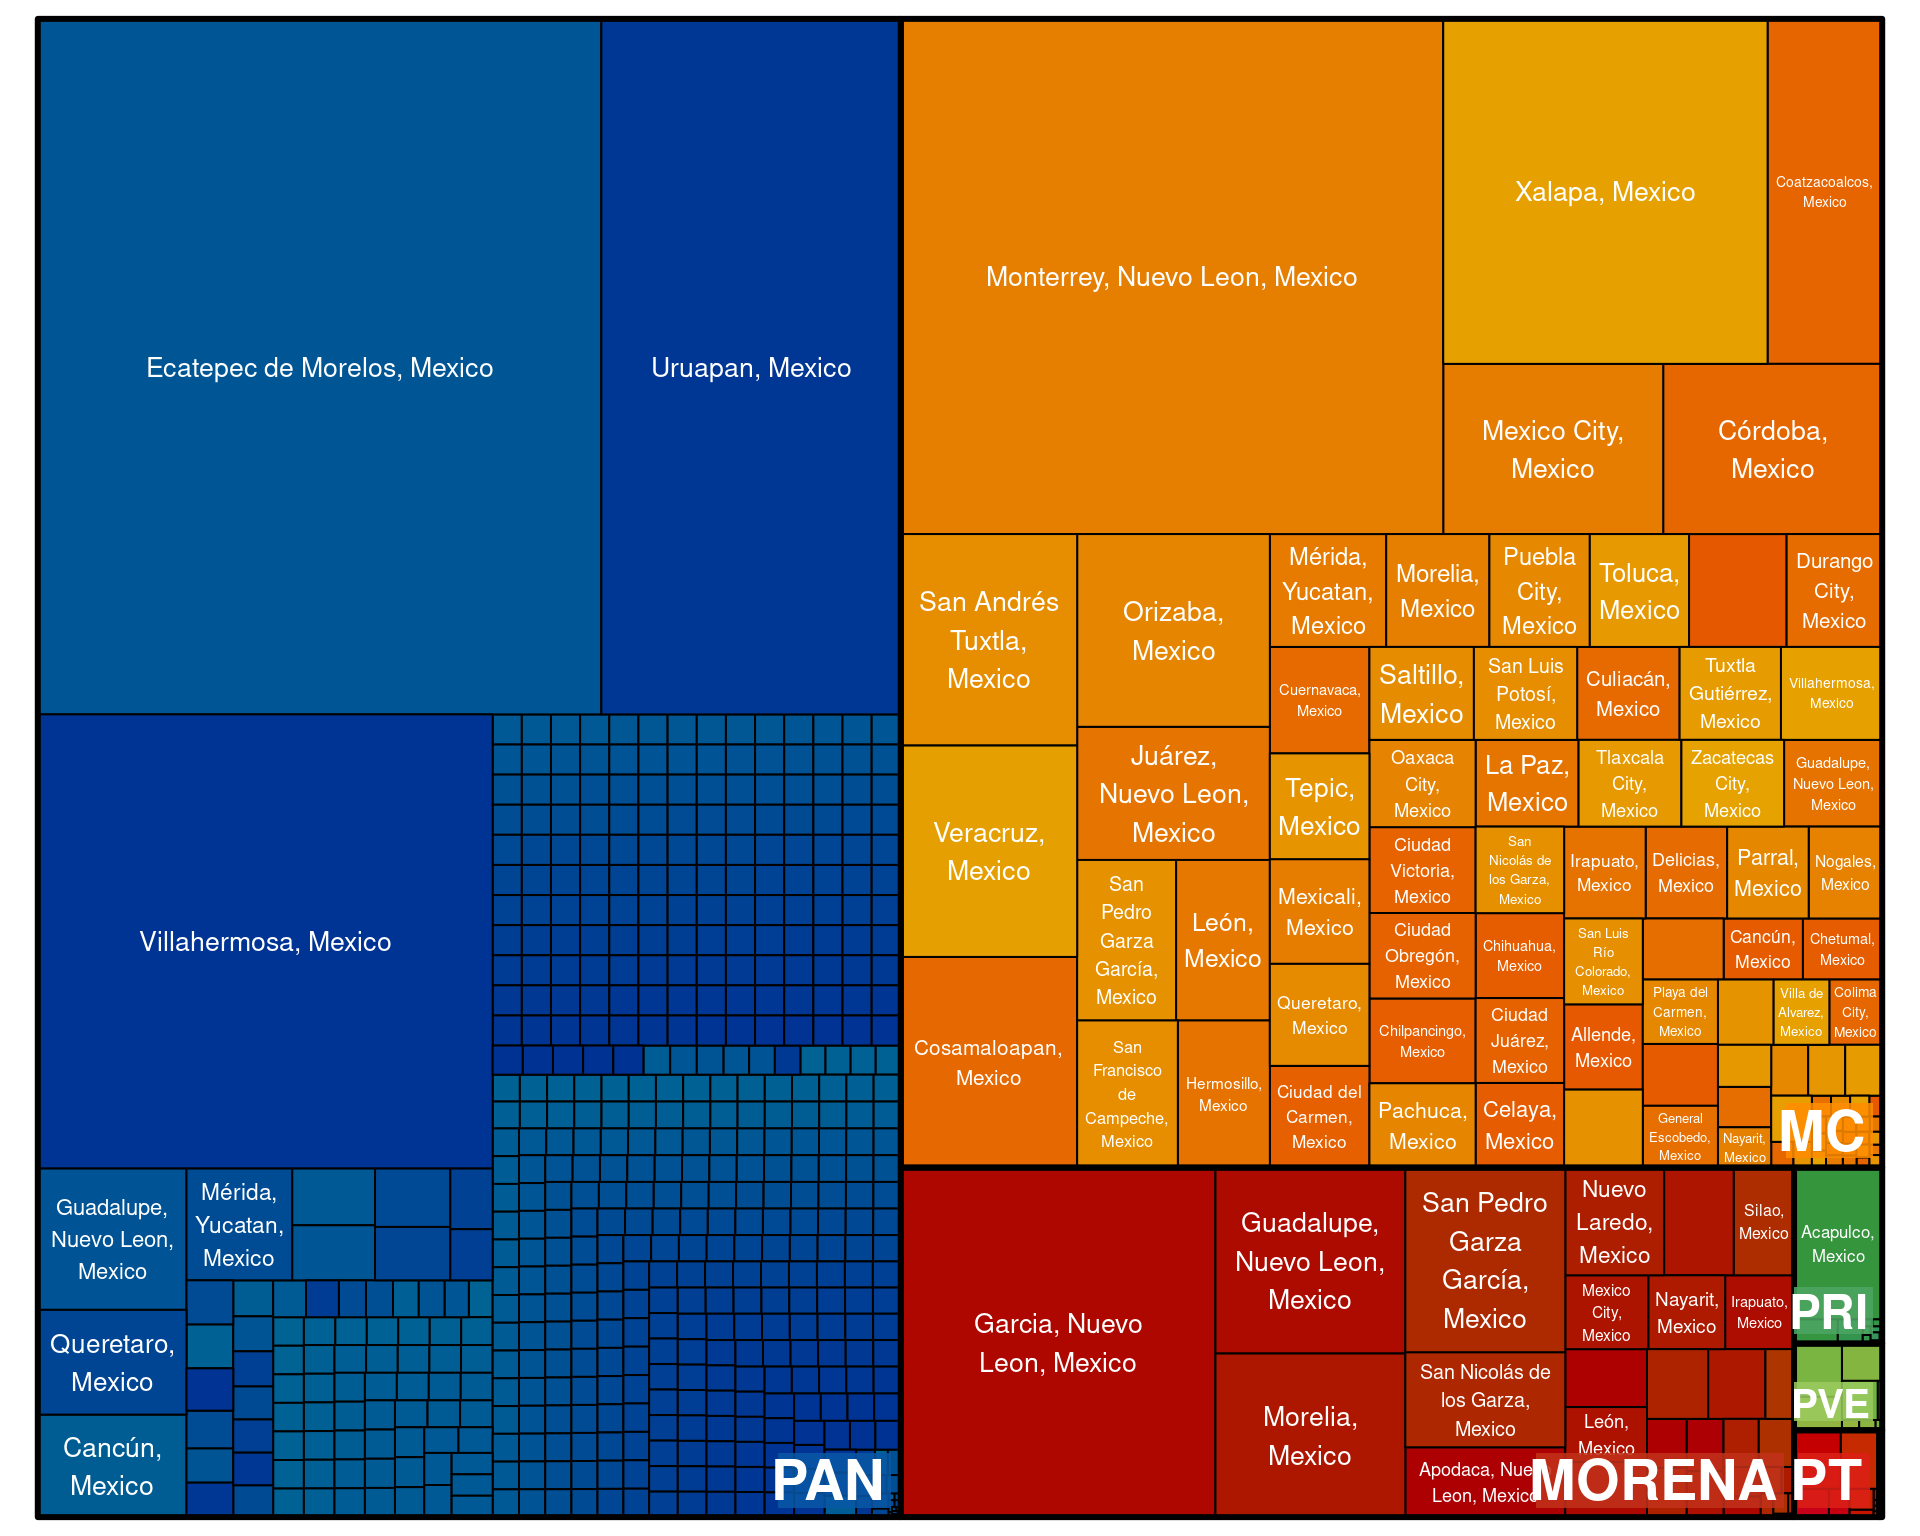 Ecatepec de Morelos, Mexico
Uruapan, Mexico
Villahermosa, Mexico
Guadalupe,
Nuevo Leon,
Mexico
Mérida,
Yucatan,
Mexico
Queretaro,
Mexico
Cancún,
Mexico
PAN
Monterrey, Nuevo Leon, Mexico
Xalapa, Mexico
Coatzacoalcos,
Mexico
Mexico City,
Mexico
Córdoba,
Mexico
San Andrés
Tuxtla,
Mexico
Veracruz,
Mexico
Cosamaloapan,
Mexico
Orizaba,
Mexico
Juárez,
Nuevo Leon,
Mexico
San
Pedro
Garza
García,
Mexico
León,
Mexico
San
Francisco
de
Campeche,
Mexico
Hermosillo,
Mexico
Mérida,
Yucatan,
Mexico
Morelia,
Mexico
Puebla
City,
Mexico
Toluca,
Mexico
Durango
City,
Mexico
Cuernavaca,
Mexico
Saltillo,
Mexico
San Luis
Potosí,
Mexico
Culiacán,
Mexico
Tuxtla
Gutiérrez,
Mexico
Villahermosa,
Mexico
Tepic,
Mexico
Oaxaca
City,
Mexico
La Paz,
Mexico
Tlaxcala
City,
Mexico
Zacatecas
City,
Mexico
Guadalupe,
Nuevo Leon,
Mexico
Mexicali,
Mexico
Ciudad
Victoria,
Mexico
San
Nicolás de
los Garza,
Mexico
Irapuato,
Mexico
Delicias,
Mexico
Parral,
Mexico
Nogales,
Mexico
Queretaro,
Mexico
Ciudad
Obregón,
Mexico
Chihuahua,
Mexico
San Luis
Río
Colorado,
Mexico
Cancún,
Mexico
Chetumal,
Mexico
Playa del
Carmen,
Mexico
Villa de
Alvarez,
Mexico
Colima
City,
Mexico
Ciudad del
Carmen,
Mexico
Chilpancingo,
Mexico
Ciudad
Juárez,
Mexico
Allende,
Mexico
Pachuca,
Mexico
Celaya,
Mexico
General
Escobedo,
Mexico
Nayarit,
Mexico
MC
Garcia, Nuevo
Leon, Mexico
Guadalupe,
Nuevo Leon,
Mexico
Morelia,
Mexico
San Pedro
Garza
García,
Mexico
San Nicolás de
los Garza,
Mexico
Apodaca, Nue
Leon, Mexico
Nuevo
Laredo,
Mexico
Silao,
Mexico
Mexico
City,
Mexico
Nayarit,
Mexico
Irapuato,
Mexico
León,
Mexico
MORENA
Acapulco,
Mexico
PRI
PVE
PT